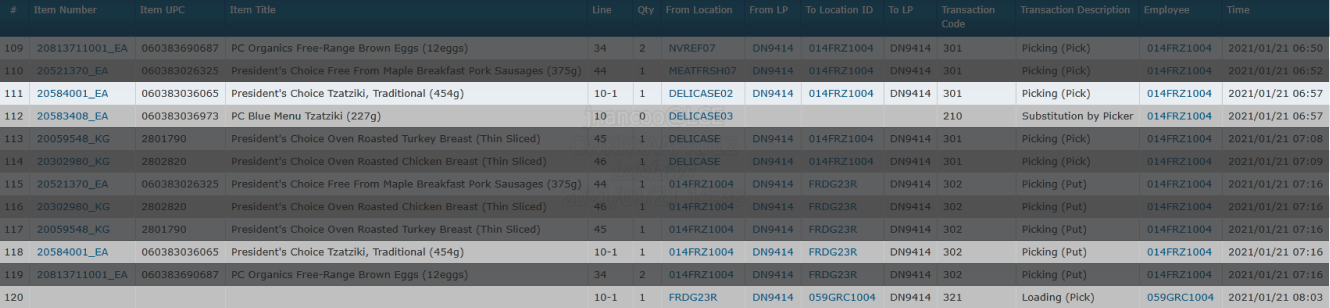 # Item Number Item UPC Item Title Line Qty From Location From LP To Location ID To LP Transaction Code Transaction Description Employee Time
109 20813711001_EA 060383690687 PC Organics Free-Range Brown Eggs (12eggs) 34 2 NVREF07 DN9414 014FRZ1004 DN9414 301 Picking (Pick) 014FRZ1004 2021/01/21 06:50
110 20521370_EA 060383026325 President's Choice Free From Maple Breakfast Pork Sausages (375g) 44 1 MEATFRSH07 DN9414 014FRZ1004 DN9414 301 Picking (Pick) 014FRZ1004 2021/01/21 06:52
111 20584001_EA 060383036065 President's Choice Tzatziki, Traditional (454g) 10-1 1 DELICASE02 DN9414 014FRZ1004 DN9414 301 Picking (Pick) 014FRZ1004 2021/01/21 06:57
112 20583408_EA 060383036973 PC Blue Menu Tzatziki (227g) 10 0 DELICASE03 210 Substitution by Picker 014FRZ1004 2021/01/21 06:57
113 20059548_KG 2801790 President's Choice Oven Roasted Turkey Breast (Thin Sliced) 45 1 DELICASE DN9414 014FRZ1004 DN9414 301 Picking (Pick) 014FRZ1004 2021/01/21 07:08
114 20302980_KG 2802820 President's Choice Oven Roasted Chicken Breast (Thin Sliced) 46 1 DELICASE DN9414 014FRZ1004 DN9414 301 Picking (Pick) 014FRZ1004 2021/01/21 07:09
115 20521370_EA 060383026325 President's Choice Free From Maple Breakfast Pork Sausages (375g) 44 1 014FRZ1004 DN9414 FRDG23R DN9414 302 Picking (Put) 014FRZ1004 2021/01/21 07:16
116 20302980_KG 2802820 President's Choice Oven Roasted Chicken Breast (Thin Sliced) 46 1 014FRZ1004 DN9414 FRDG23R DN9414 302 Picking (Put) 014FRZ1004 2021/01/21 07:16
117 20059548_KG 2801790 President's Choice Oven Roasted Turkey Breast (Thin Sliced) 45 1 014FRZ1004 DN9414 FRDG23R DN9414 302 Picking (Put) 014FRZ1004 2021/01/21 07:16
118 20584001_EA 060383036065 President's Choice Tzatziki, Traditional (454g) 10-1 1 014FRZ1004 DN9414 FRDG23R DN9414 302 Picking (Put) 014FRZ1004 2021/01/21 07:16
119 20813711001_EA 060383690687 PC Organics Free-Range Brown Eggs (12eggs) 34 2 014FRZ1004 DN9414 FRDG23R DN9414 302 Picking (Put) 014FRZ1004 2021/01/21 07:16
120 10-1 1 FRDG23R DN9414 059GRC1004 DN9414 321 Loading (Pick) 059GRC1004 2021/01/21 08:03